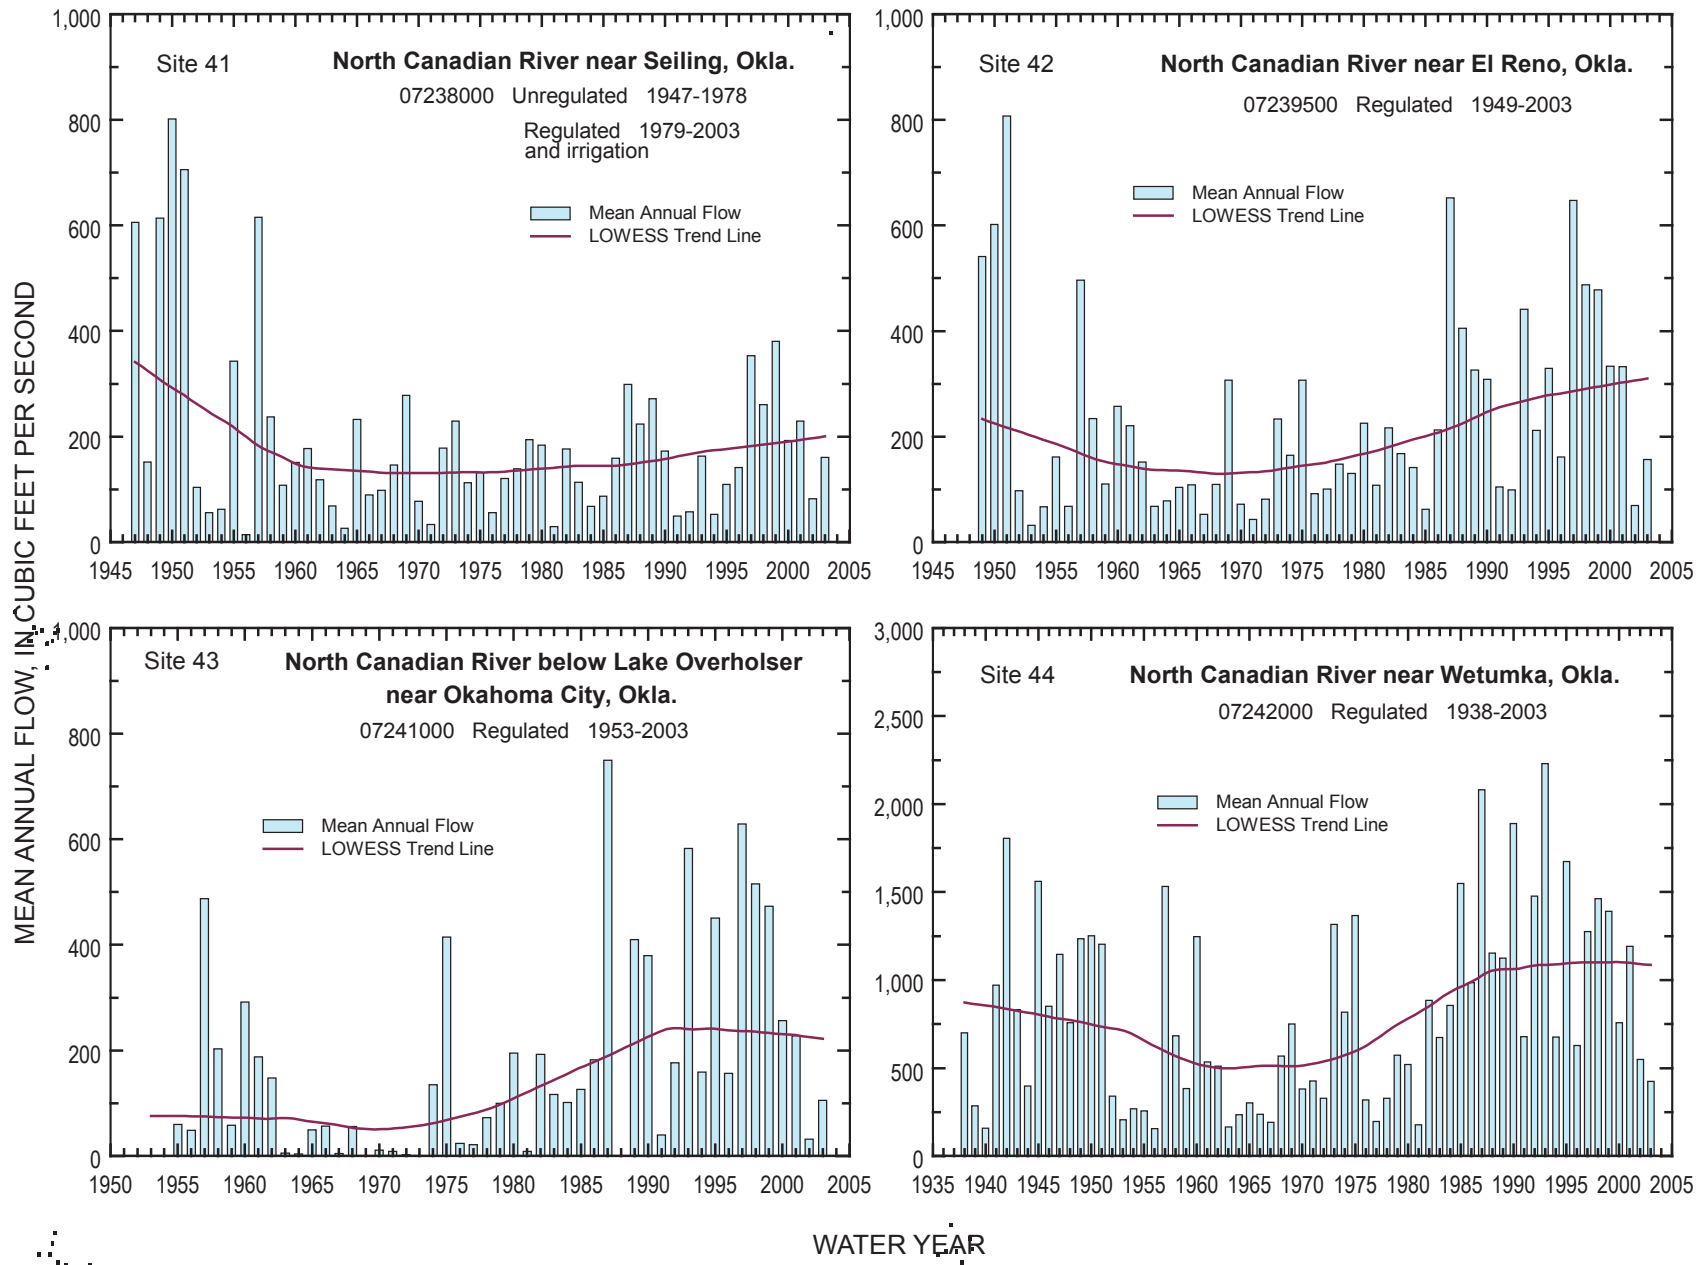 MEAN ANNUAL FLOW, IN CUBIC FEET PER SECOND
1,000
800
600
400
200
0
Site 41
North Canadian River near Seiling, Okla.
07238000 Unregulated 1947-1978
Regulated 1979-2003
and irrigation
Mean Annual Flow
LOWESS Trend Line
1945 1950 1955 1960 1965 1970 1975 1980 1985 1990 1995 2000 2005
1,000
800
600
400
200
0
Site 42
North Canadian River near El Reno, Okla.
07239500 Regulated 1949-2003
Mean Annual Flow
LOWESS Trend Line
1945 1950 1955 1960 1965 1970 1975 1980 1985 1990 1995 2000 2005
1,000
800
600
400
200
0
Site 43
North Canadian River below Lake Overholser
near Okahoma City, Okla.
07241000 Regulated 1953-2003
Mean Annual Flow
LOWESS Trend Line
1950 1955 1960 1965 1970 1975 1980 1985 1990 1995 2000 2005
3,000
2,500
2,000
1,500
1,000
500
0
Site 44
North Canadian River near Wetumka, Okla.
07242000 Regulated 1938-2003
Mean Annual Flow
LOWESS Trend Line
1935 1940 1945 1950 1955 1960 1965 1970 1975 1980 1985 1990 1995 2000 2005
WATER YEAR